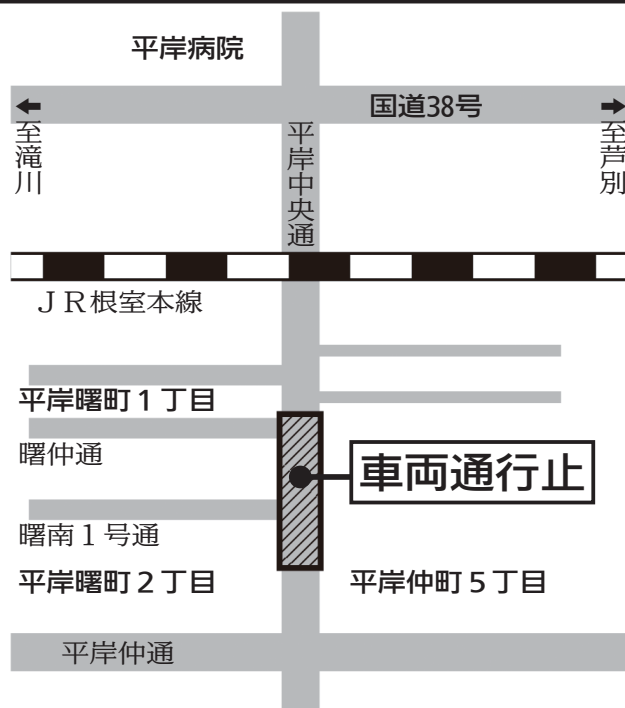 平岸病院
国道38号
至滝川
平岸中央通
至芦別
ＪＲ根室本線
平岸曙町１丁目
曙仲通
車両通行止
曙南１号通
平岸曙町２丁目
平岸仲町５丁目
平岸仲通